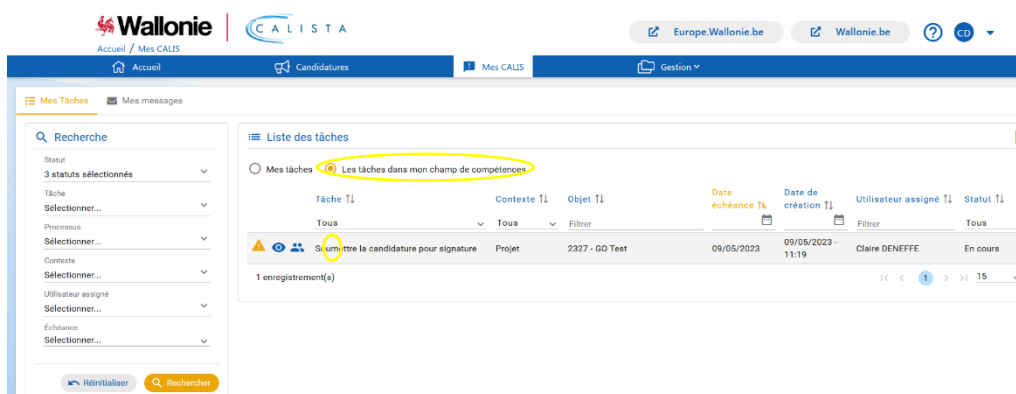 Wallonie
CALISTA
Europe.Wallonie.be
Wallonie.be
CD
Accueil / Mes CALIS
Accueil
Candidatures
Mes CALIS
Gestion
Mes Tâches
Mes messages
Recherche
Statut
3 statuts sélectionnés
Tâche
Sélectionner...
Processus
Sélectionner...
Contexte
Sélectionner...
Utilisateur assigné
Sélectionner...
Échéance
Sélectionner...
Réinitialiser
Rechercher
Liste des tâches
Mes tâches
Les tâches dans mon champ de compétences
Tâche
Contexte
Objet
Date échéance
Date de création
Utilisateur assigné
Statut
Tous
Tous
Filtrer
Filtrer
Tous
Soumettre la candidature pour signature
Projet
2327 - GO Test
09/05/2023
09/05/2023 - 11:19
Claire DENEFFE
En cours
1 enregistrement(s)
1
15